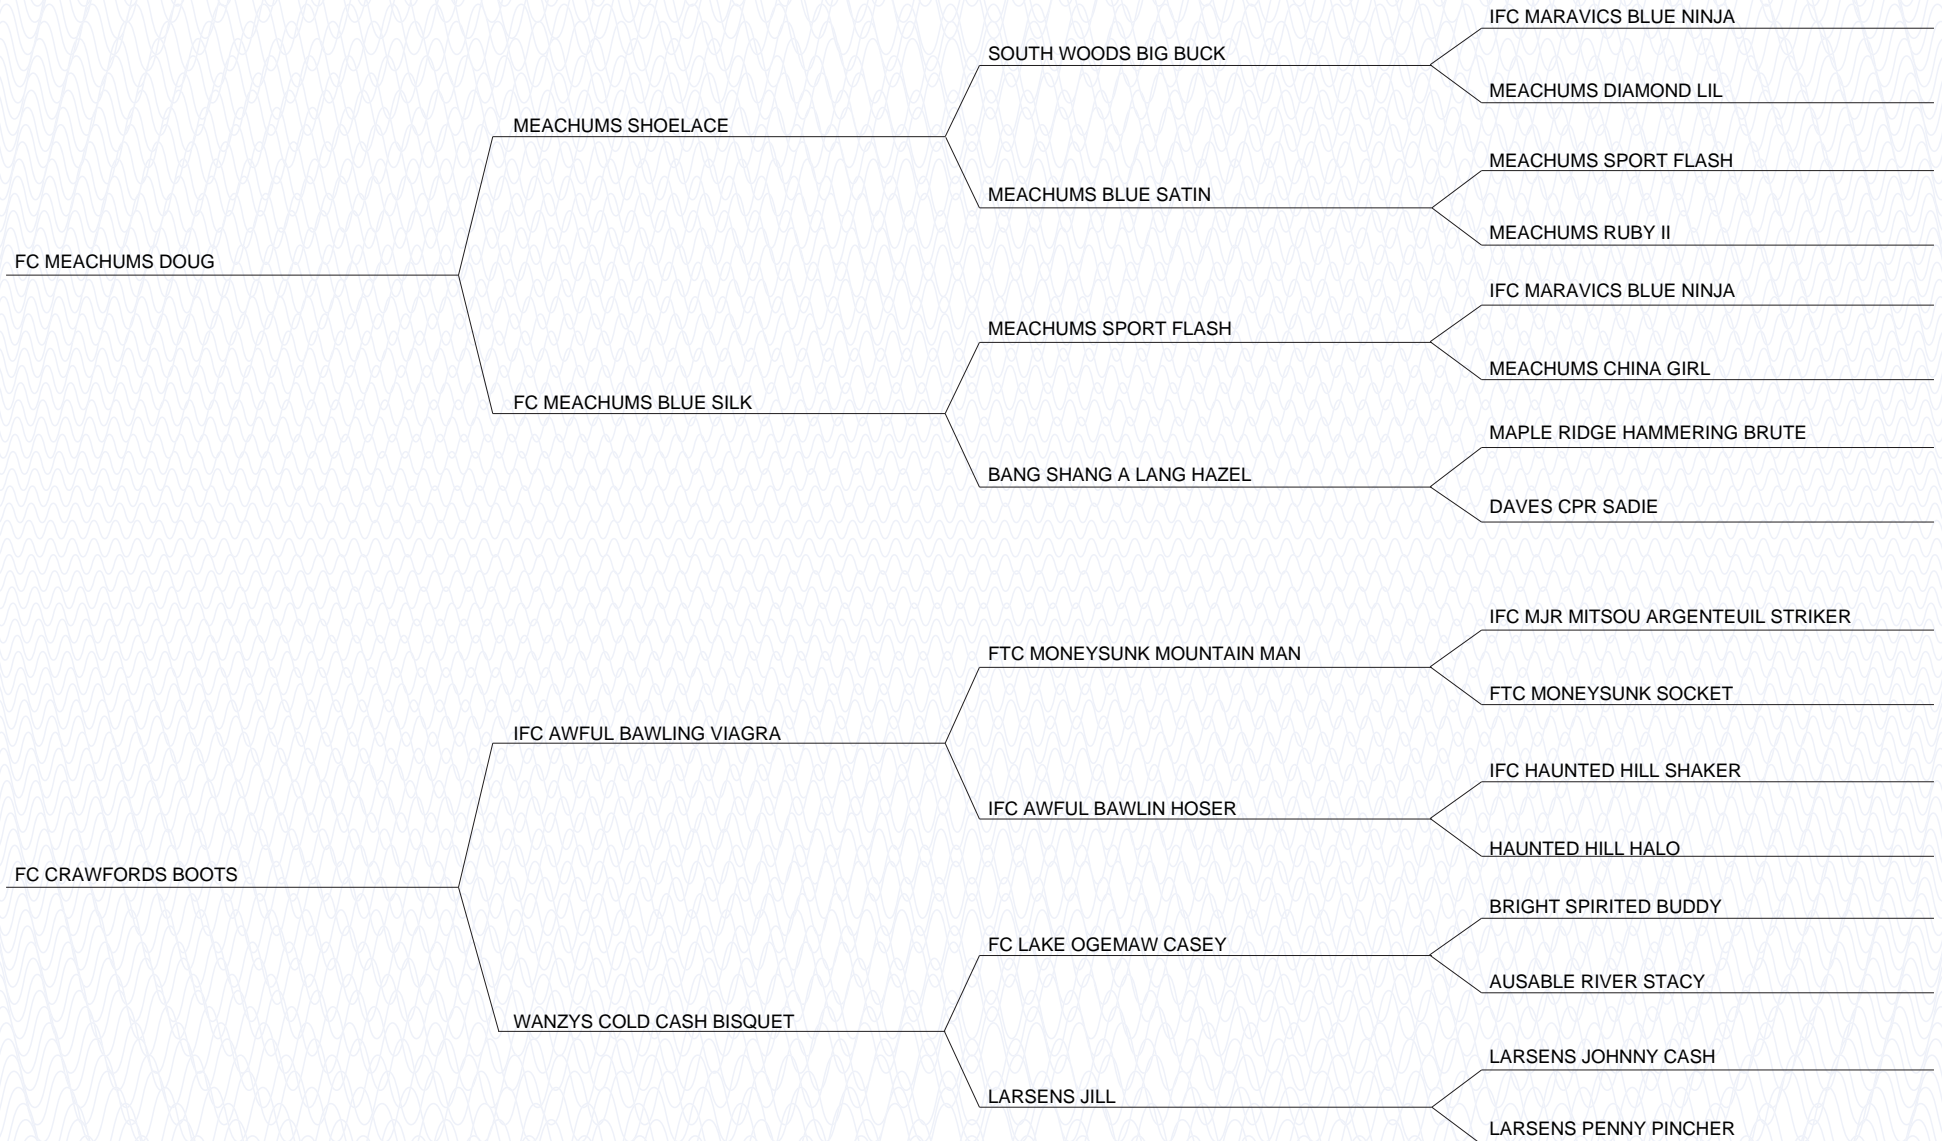 IFC MARAVICS BLUE NINJA
SOUTH WOODS BIG BUCK
MEACHUMS DIAMOND LIL
MEACHUMS SHOELACE
MEACHUMS SPORT FLASH
MEACHUMS BLUE SATIN
MEACHUMS RUBY II
FC MEACHUMS DOUG
IFC MARAVICS BLUE NINJA
MEACHUMS SPORT FLASH
MEACHUMS CHINA GIRL
FC MEACHUMS BLUE SILK
MAPLE RIDGE HAMMERING BRUTE
BANG SHANG A LANG HAZEL
DAVES CPR SADIE
IFC MJR MITSOU ARGENTEUIL STRIKER
FTC MONEYSUNK MOUNTAIN MAN
FTC MONEYSUNK SOCKET
IFC AWFUL BAWLING VIAGRA
IFC HAUNTED HILL SHAKER
IFC AWFUL BAWLIN HOSER
HAUNTED HILL HALO
FC CRAWFORDS BOOTS
BRIGHT SPIRITED BUDDY
FC LAKE OGEMAW CASEY
AUSABLE RIVER STACY
WANZYS COLD CASH BISQUET
LARSENS JOHNNY CASH
LARSENS JILL
LARSENS PENNY PINCHER